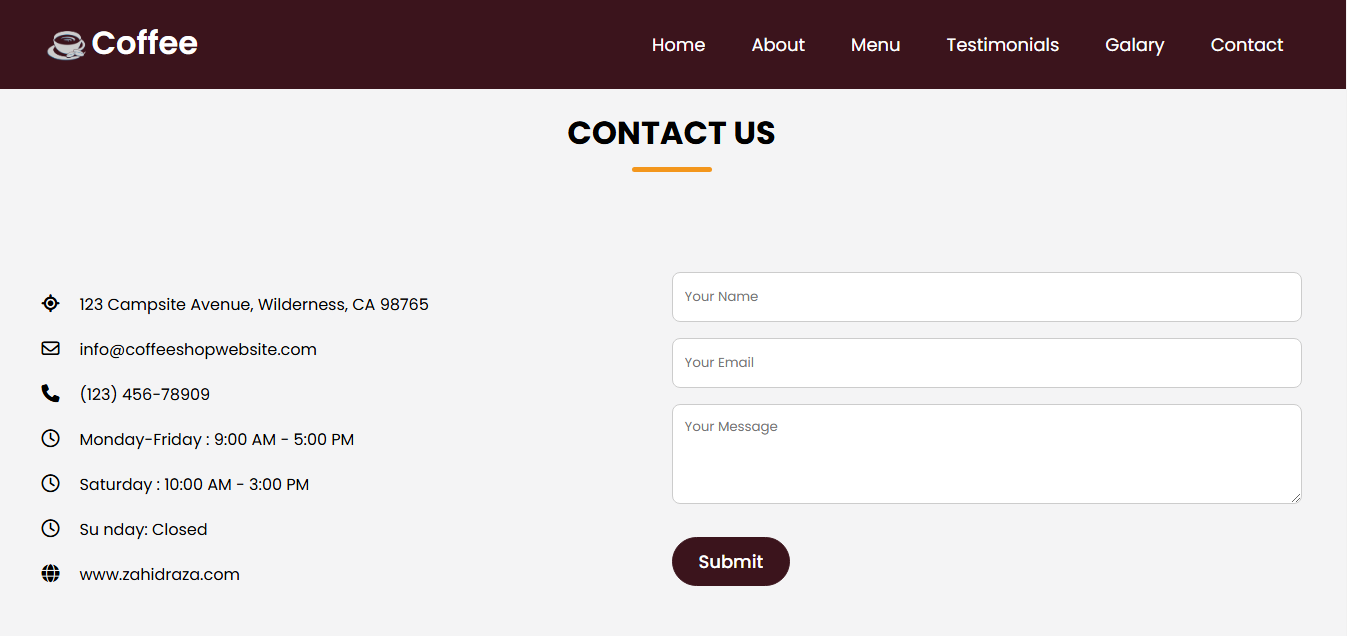 Coffee
Home About Menu Testimonials Galary Contact
CONTACT US
123 Campsite Avenue, Wilderness, CA 98765
info@coffeeshopwebsite.com
(123) 456-78909
Monday-Friday : 9:00 AM - 5:00 PM
Saturday : 10:00 AM - 3:00 PM
Su nday: Closed
www.zahidraza.com
Your Name
Your Email
Your Message
Submit